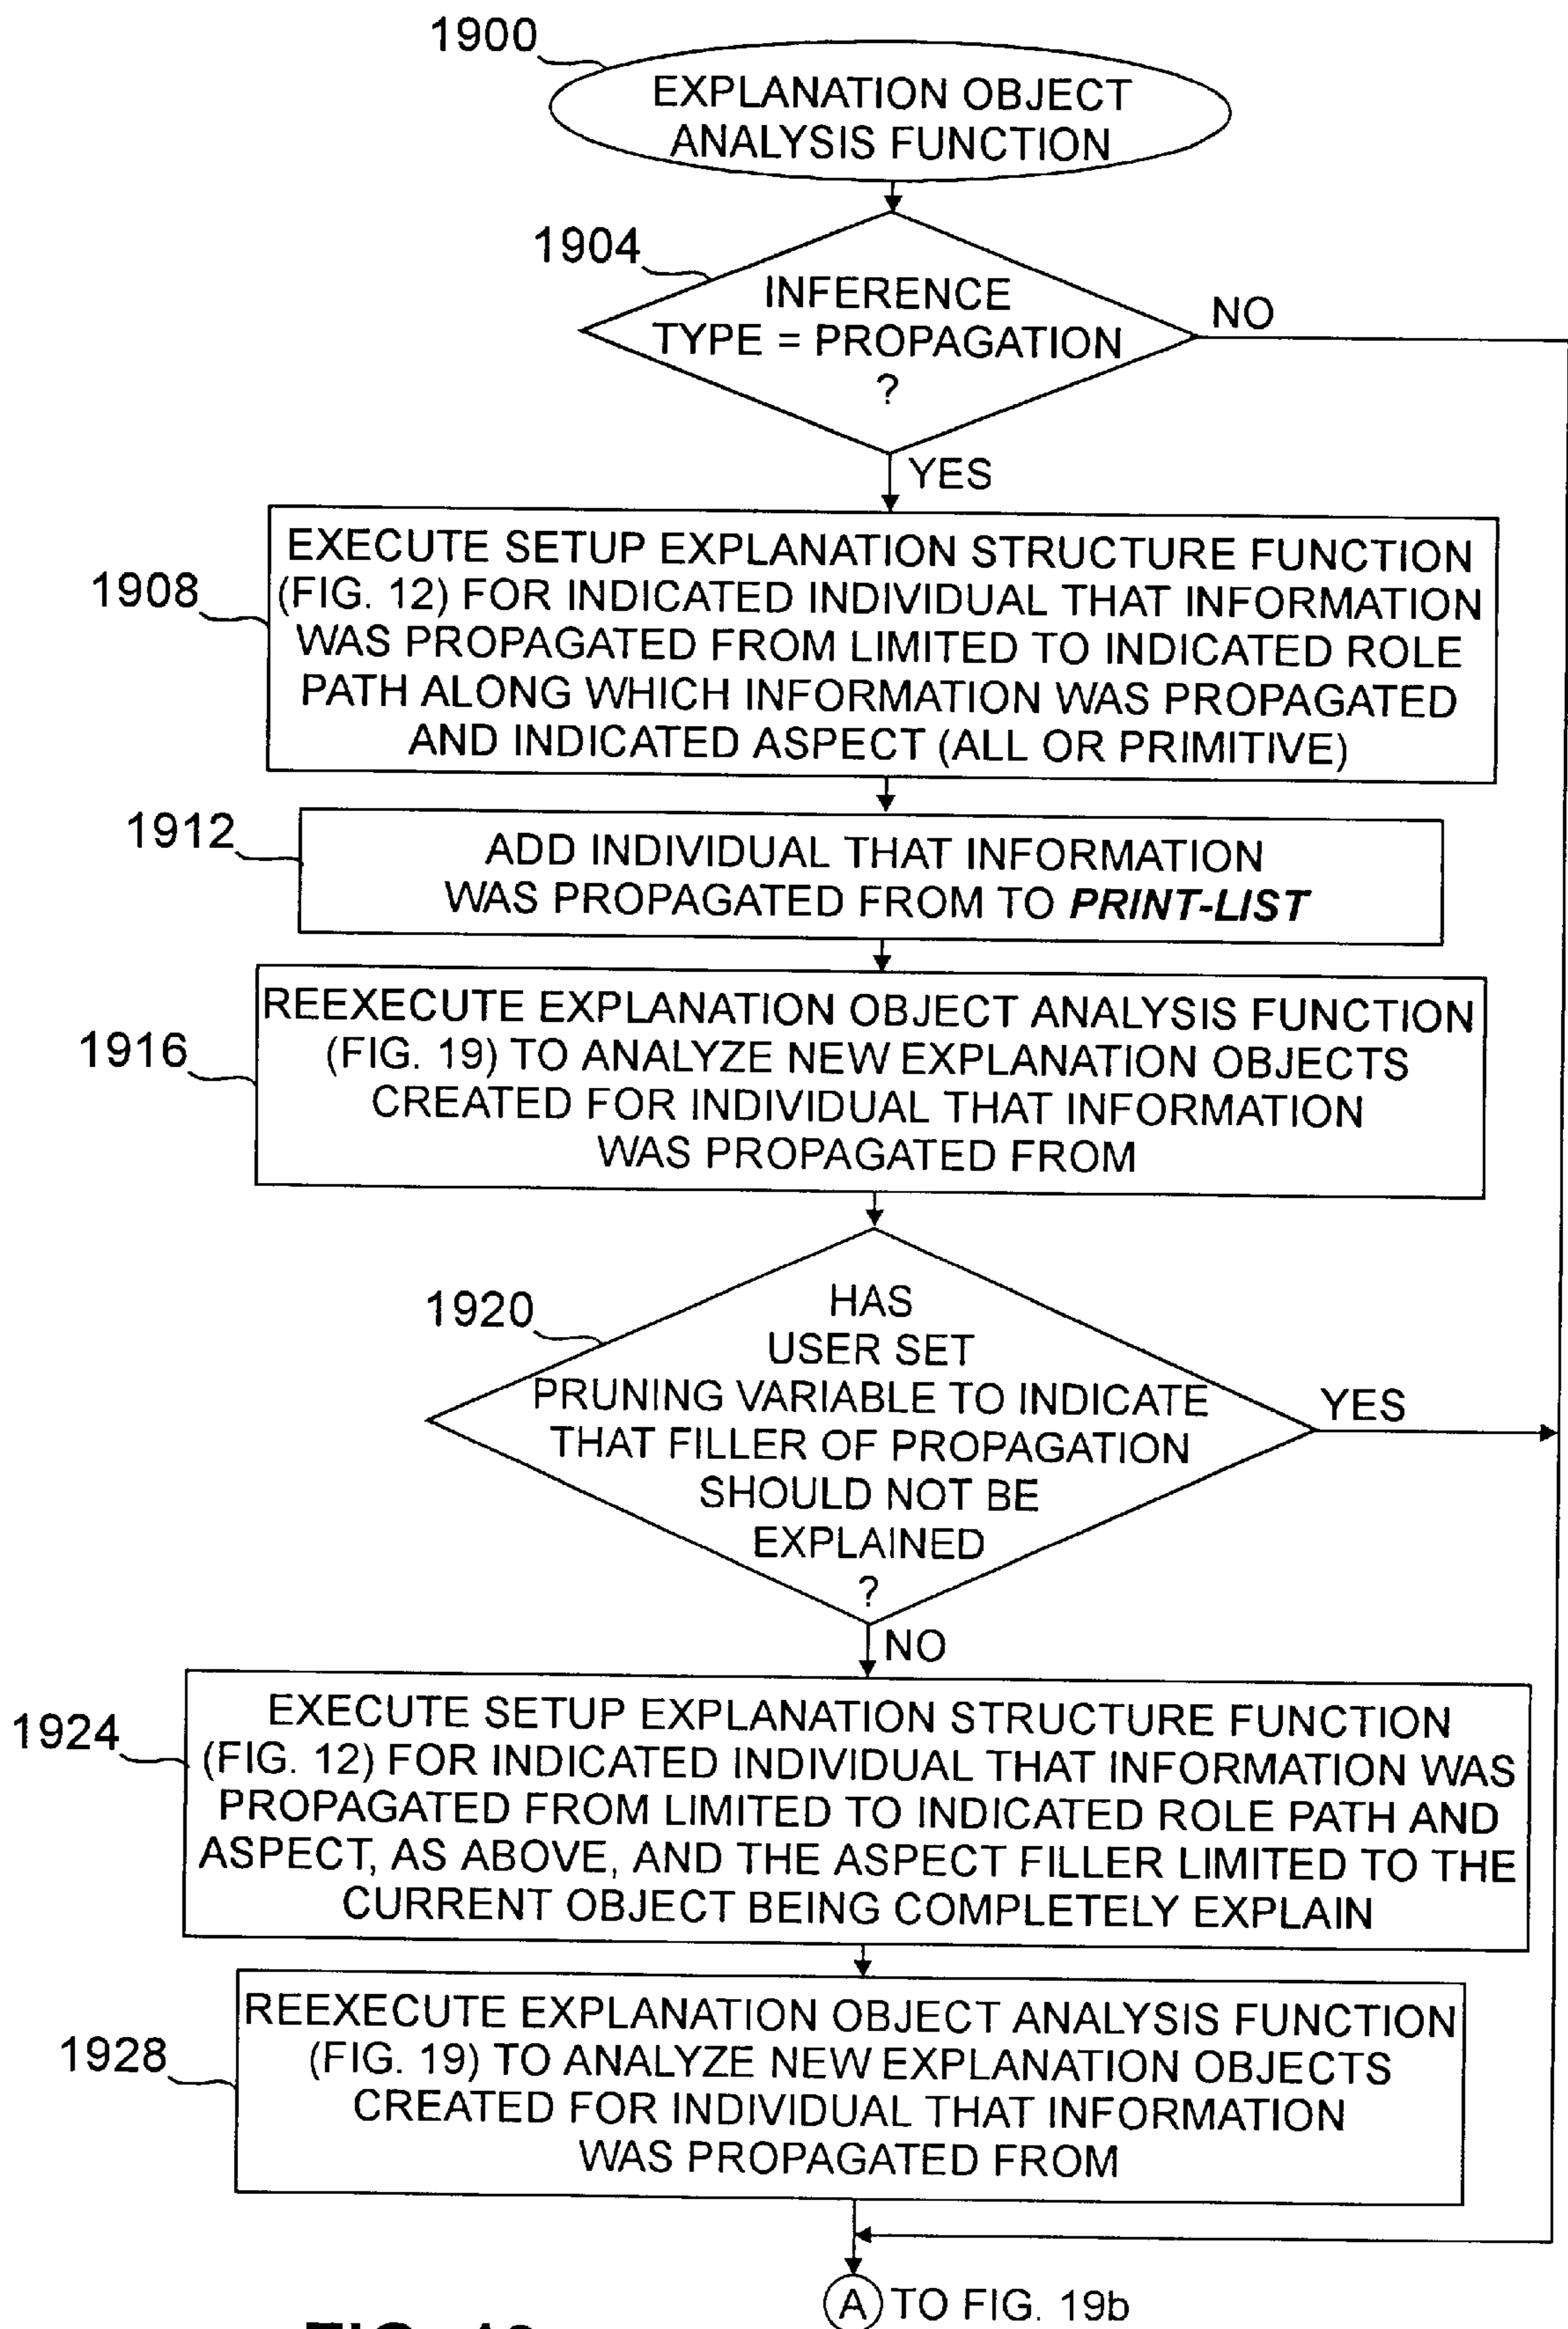 1900
EXPLANATION OBJECT
ANALYSIS FUNCTION
1904
INFERENCE
TYPE = PROPAGATION
?
NO
YES
1908
EXECUTE SETUP EXPLANATION STRUCTURE FUNCTION
(FIG. 12) FOR INDICATED INDIVIDUAL THAT INFORMATION
WAS PROPAGATED FROM LIMITED TO INDICATED ROLE
PATH ALONG WHICH INFORMATION WAS PROPAGATED
AND INDICATED ASPECT (ALL OR PRIMITIVE)
1912
ADD INDIVIDUAL THAT INFORMATION
WAS PROPAGATED FROM TO PRINT-LIST
1916
REEXECUTE EXPLANATION OBJECT ANALYSIS FUNCTION
(FIG. 19) TO ANALYZE NEW EXPLANATION OBJECTS
CREATED FOR INDIVIDUAL THAT INFORMATION
WAS PROPAGATED FROM
1920
HAS
USER SET
PRUNING VARIABLE TO INDICATE
THAT FILLER OF PROPAGATION
SHOULD NOT BE
EXPLAINED
?
YES
NO
1924
EXECUTE SETUP EXPLANATION STRUCTURE FUNCTION
(FIG. 12) FOR INDICATED INDIVIDUAL THAT INFORMATION WAS
PROPAGATED FROM LIMITED TO INDICATED ROLE PATH AND
ASPECT, AS ABOVE, AND THE ASPECT FILLER LIMITED TO THE
CURRENT OBJECT BEING COMPLETELY EXPLAIN
1928
REEXECUTE EXPLANATION OBJECT ANALYSIS FUNCTION
(FIG. 19) TO ANALYZE NEW EXPLANATION OBJECTS
CREATED FOR INDIVIDUAL THAT INFORMATION
WAS PROPAGATED FROM
A TO FIG. 19b